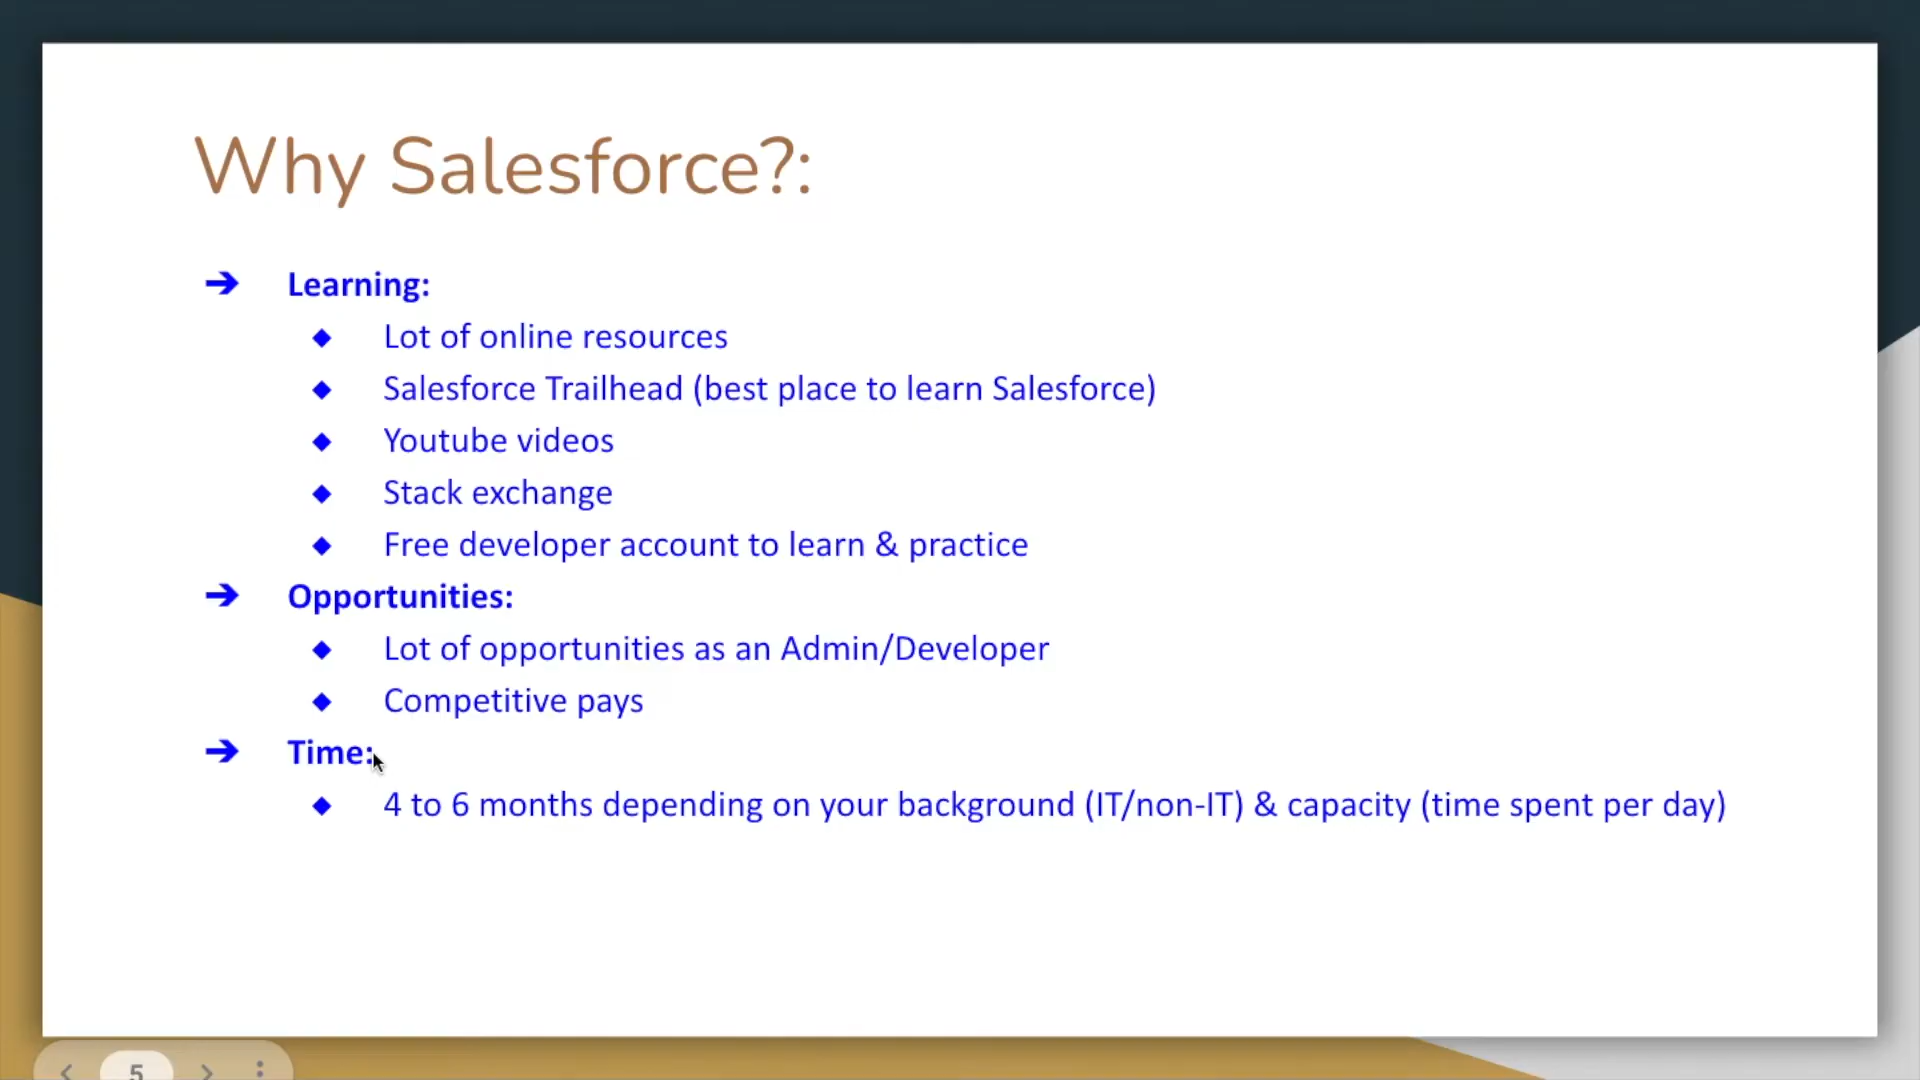 Why Salesforce?:
➔ Learning:
◆ Lot of online resources
◆ Salesforce Trailhead (best place to learn Salesforce)
◆ Youtube videos
◆ Stack exchange
◆ Free developer account to learn & practice
➔ Opportunities:
◆ Lot of opportunities as an Admin/Developer
◆ Competitive pays
➔ Time:
◆ 4 to 6 months depending on your background (IT/non-IT) & capacity (time spent per day)
5